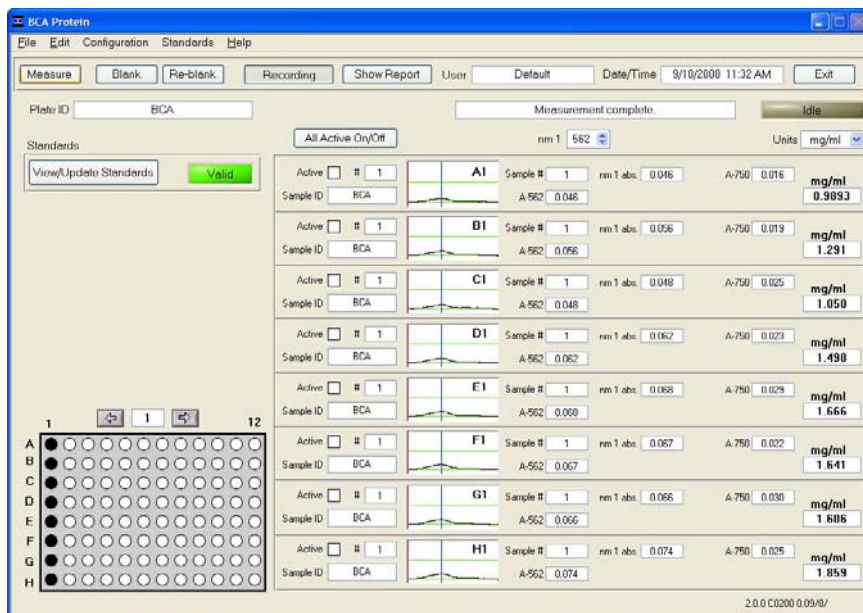 BCA Protein
File Edit Configuration Standards Help
Measure Blank Re-blank Recording Show Report User Default Date/Time 9/10/2008 11:32 AM Exit
Plate ID BCA Measurement complete. Idle
All Active On/Off nm 1 562 Units mg/ml
Standards
View/Update Standards Valid
Active # 1 A1 Sample # 1 nm 1 abs. 0.046 A-750 0.016 mg/ml
Sample ID BCA A-562 0.046 0.9893
Active # 1 B1 Sample # 1 nm 1 abs. 0.056 A-750 0.019 mg/ml
Sample ID BCA A-562 0.056 1.291
Active # 1 C1 Sample # 1 nm 1 abs. 0.048 A-750 0.025 mg/ml
Sample ID BCA A-562 0.048 1.050
Active # 1 D1 Sample # 1 nm 1 abs. 0.062 A-750 0.023 mg/ml
Sample ID BCA A-562 0.062 1.490
Active # 1 E1 Sample # 1 nm 1 abs. 0.068 A-750 0.029 mg/ml
Sample ID BCA A-562 0.068 1.666
Active # 1 F1 Sample # 1 nm 1 abs. 0.067 A-750 0.022 mg/ml
Sample ID BCA A-562 0.067 1.641
Active # 1 G1 Sample # 1 nm 1 abs. 0.066 A-750 0.030 mg/ml
Sample ID BCA A-562 0.066 1.606
Active # 1 H1 Sample # 1 nm 1 abs. 0.074 A-750 0.025 mg/ml
Sample ID BCA A-562 0.074 1.859
1 1 12
A
B
C
D
E
F
G
H
2.0.0 C0200 0.09/8/